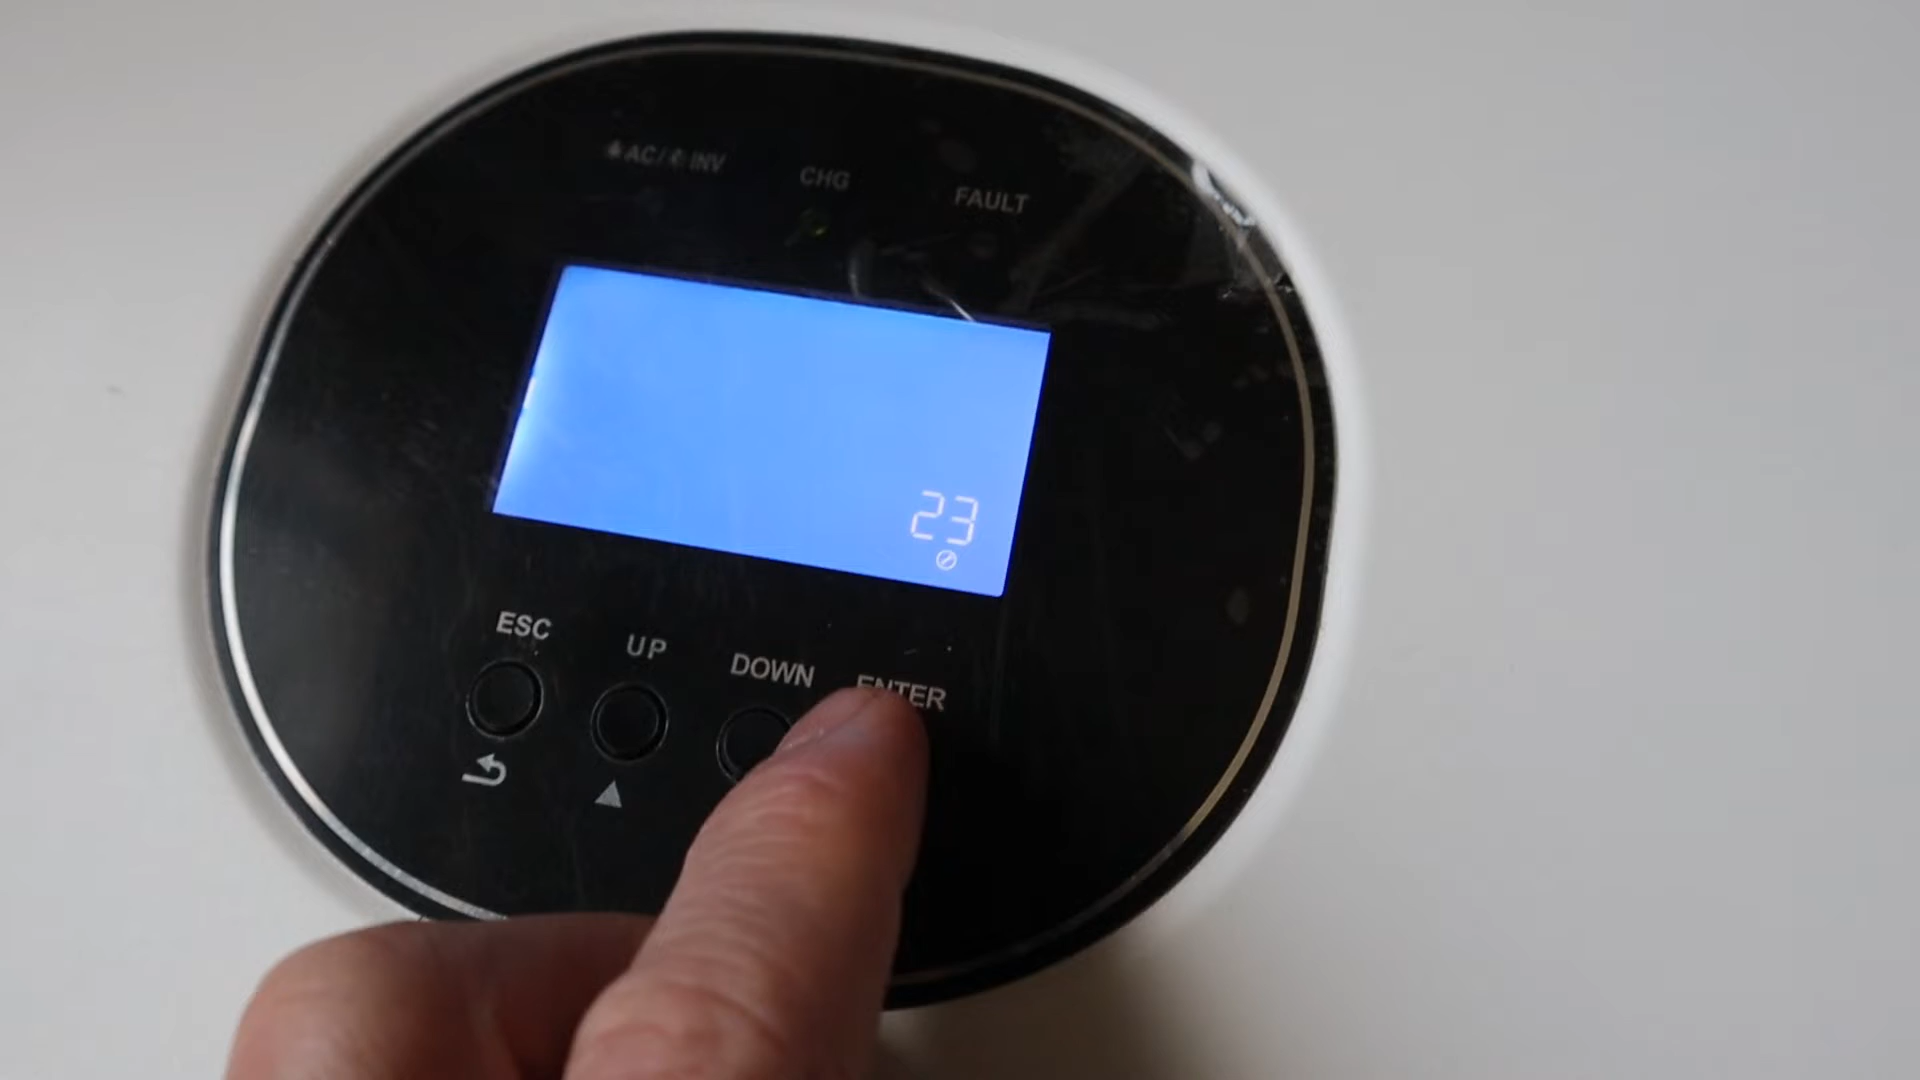 AC/ INV
CHG
FAULT
23
ESC
UP
DOWN
ENTER